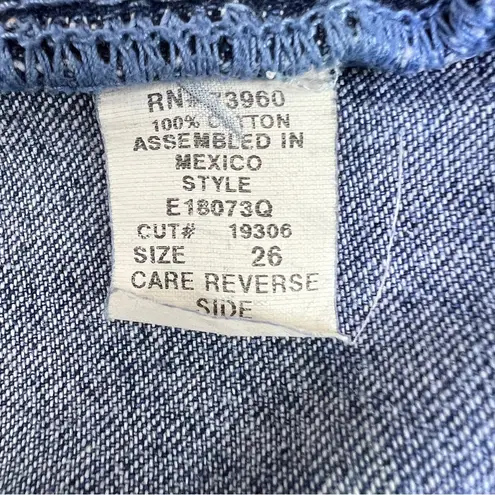 RN# 73960
100% COTTON
ASSEMBLED IN
MEXICO
STYLE
E18073Q
CUT# 19306
SIZE 26
CARE REVERSE
SIDE